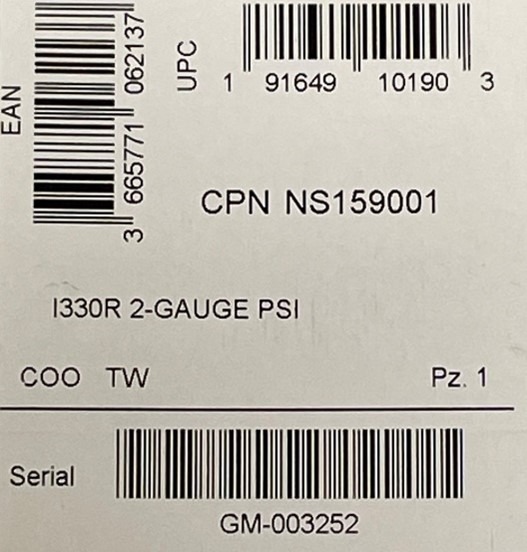 EAN
3 665771 062137
UPC
1 91649 10190 3
CPN NS159001
I330R 2-GAUGE PSI
COO TW Pz. 1
Serial
GM-003252